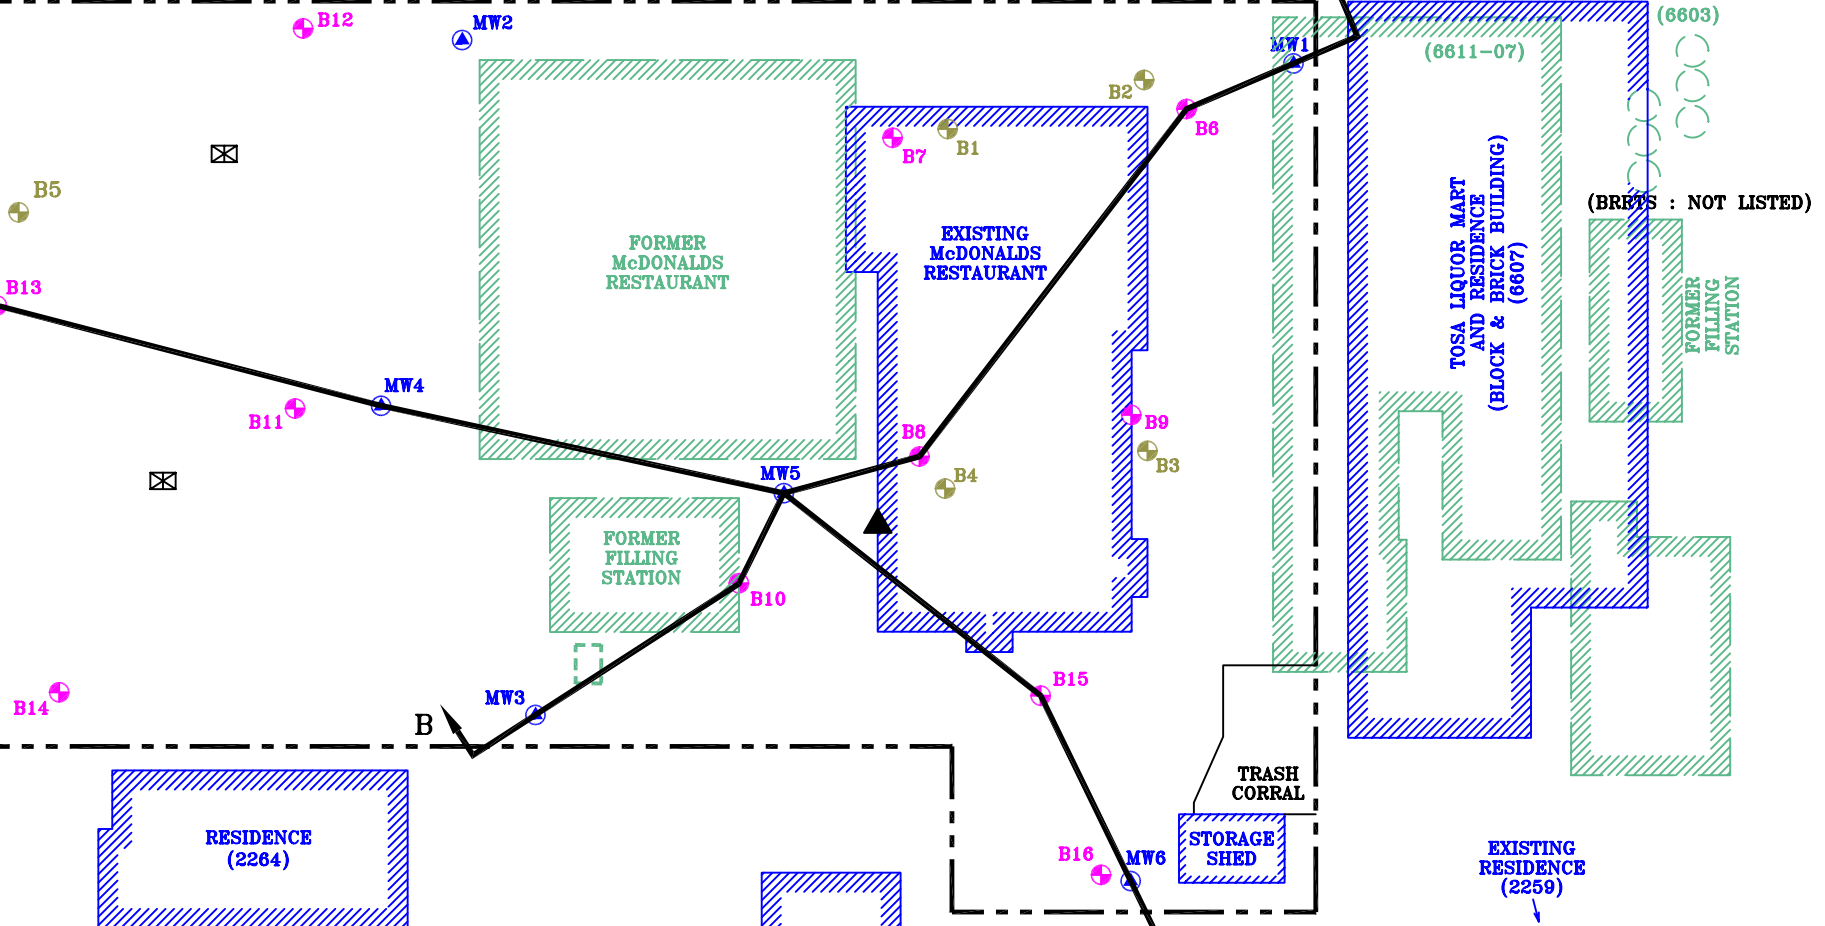 B12
MW2
(6603)
MW1
(6611-07)
B2
B6
B1
B7
B5
(BRRTS : NOT LISTED)
FORMER
McDONALDS
RESTAURANT
EXISTING
McDONALDS
RESTAURANT
TOSA LIQUOR MART
AND RESIDENCE
(BLOCK & BRICK BUILDING)
(6607)
FORMER
FILLING
STATION
B13
MW4
B11
B8
B9
B3
B4
MW5
FORMER
FILLING
STATION
B10
B15
MW3
B14
B
TRASH
CORRAL
RESIDENCE
(2264)
STORAGE
SHED
B16
MW6
EXISTING
RESIDENCE
(2259)